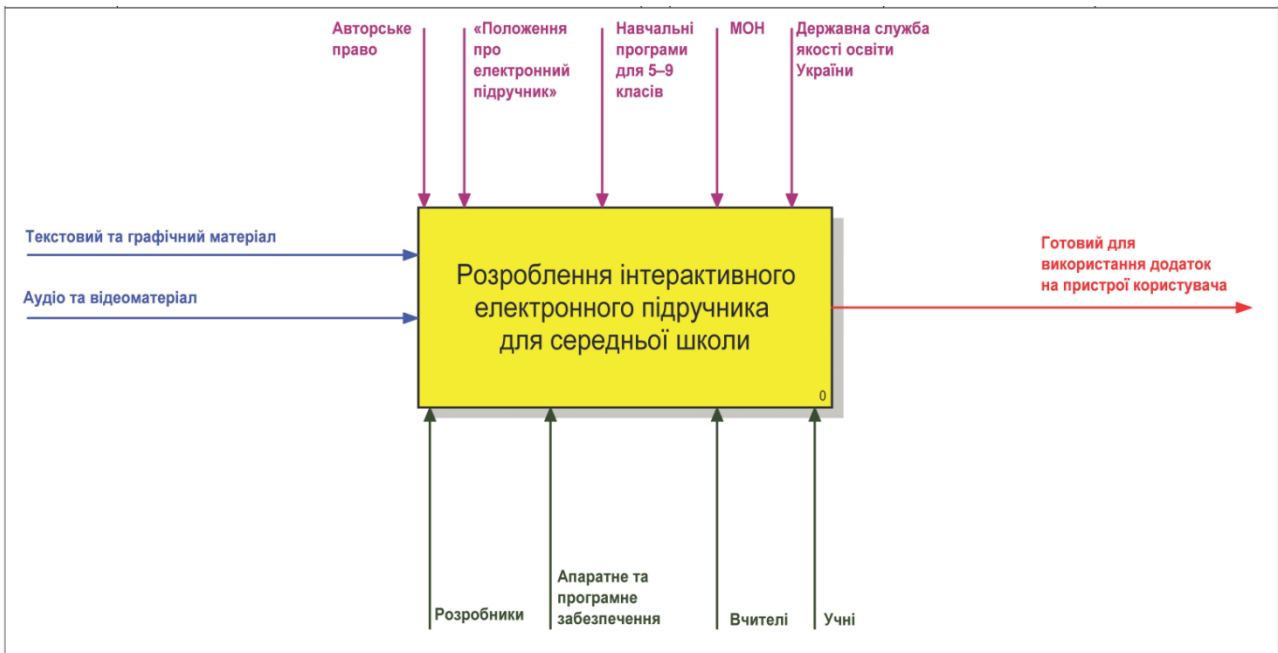 Авторське
право
«Положення
про
електронний
підручник»
Навчальні
програми
для 5–9
класів
МОН
Державна служба
якості освіти
України
Текстовий та графічний матеріал
Аудіо та відеоматеріал
Розроблення інтерактивного
електронного підручника
для середньої школи
0
Готовий для
використання додаток
на пристрої користувача
Розробники
Апаратне та
програмне
забезпечення
Вчителі
Учні